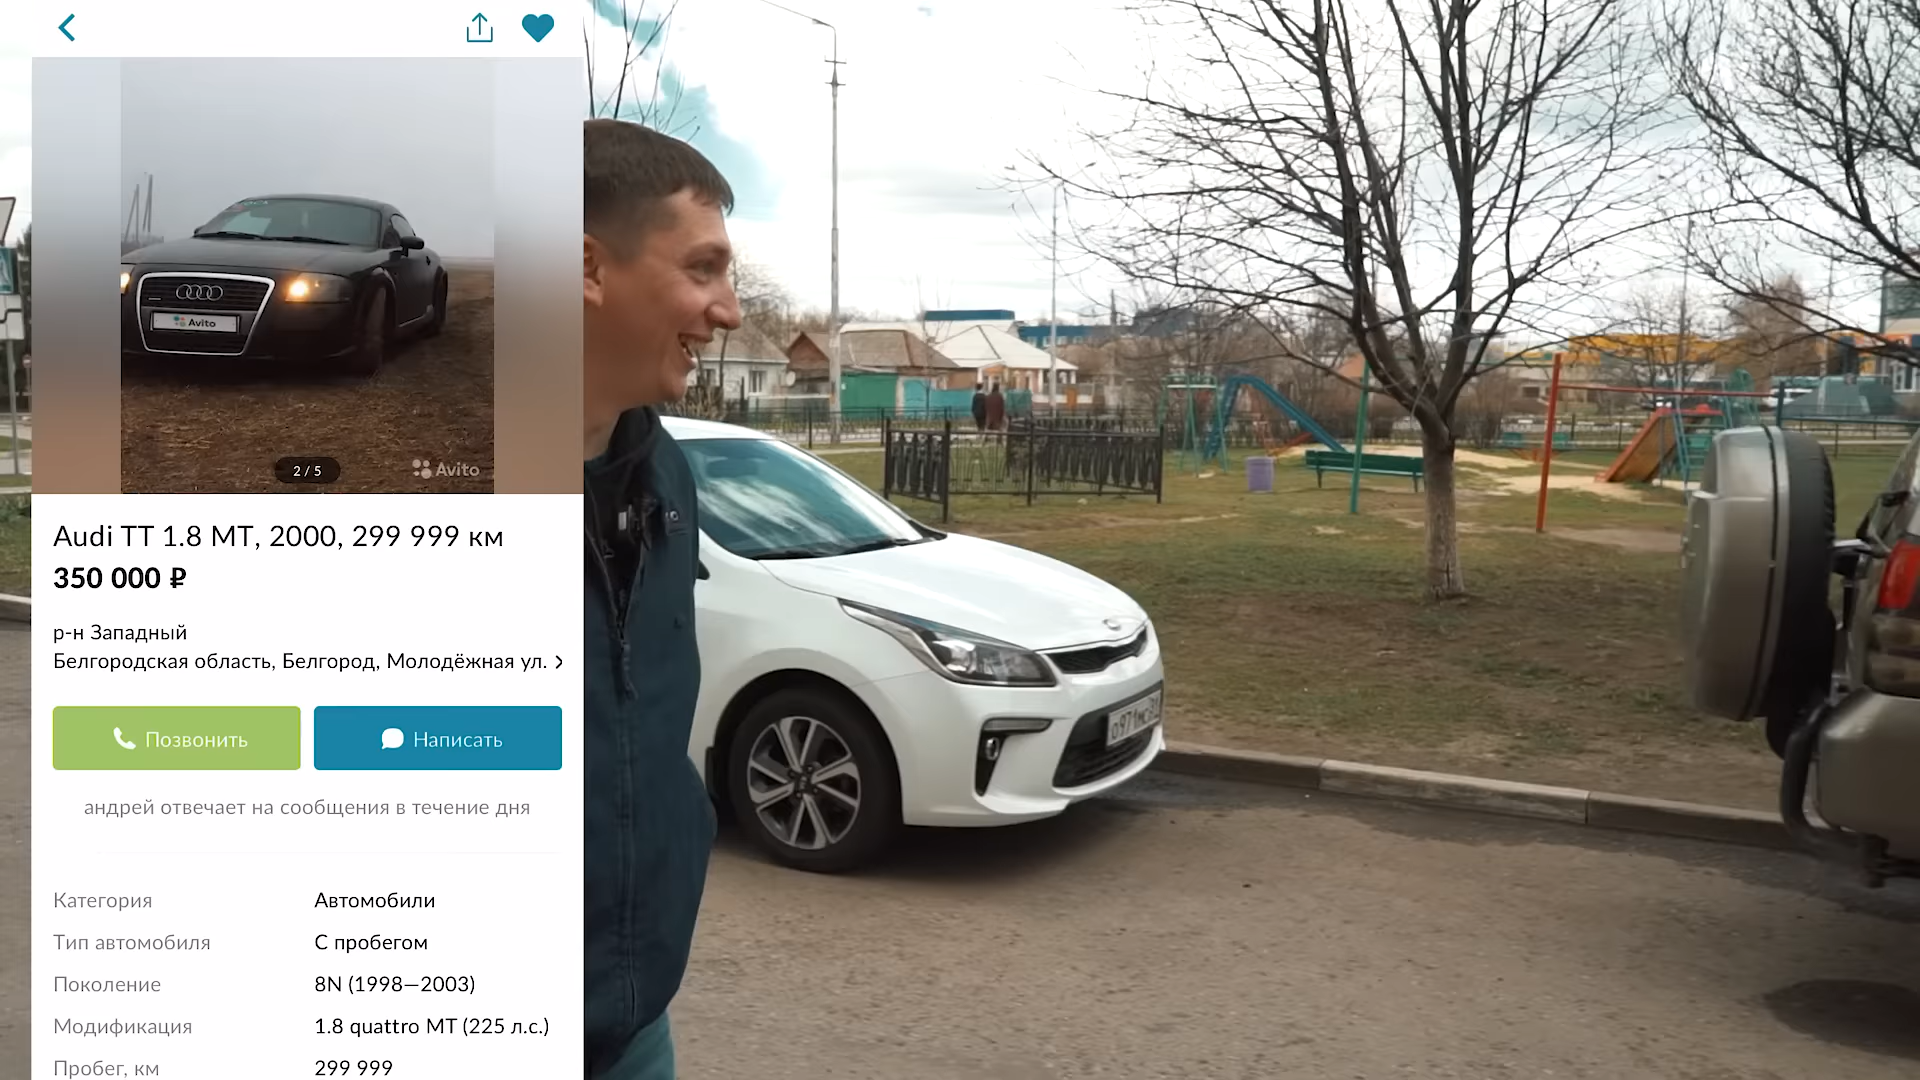 Avito
2 / 5
Avito
Audi TT 1.8 MT, 2000, 299 999 км
350 000 ₽
р-н Западный
Белгородская область, Белгород, Молодёжная ул.
Позвонить
Написать
андрей отвечает на сообщения в течение дня
Категория
Автомобили
Тип автомобиля
С пробегом
Поколение
8N (1998—2003)
Модификация
1.8 quattro MT (225 л.с.)
Пробег, км
299 999